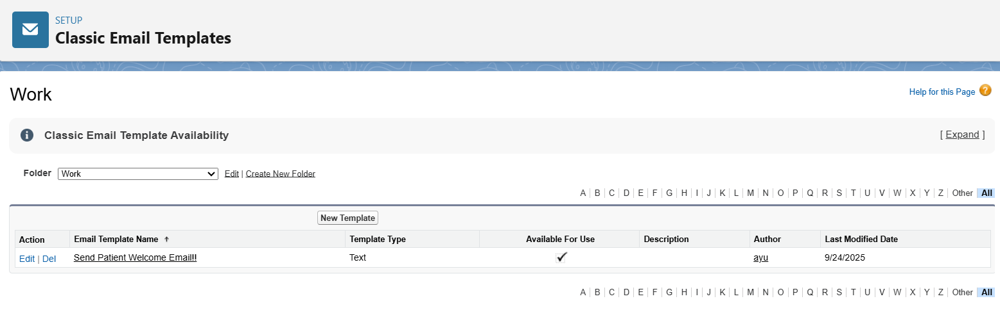 SETUP
Classic Email Templates
Work
Help for this Page ?
Classic Email Template Availability
[ Expand ]
Folder Work Edit | Create New Folder
A | B | C | D | E | F | G | H | I | J | K | L | M | N | O | P | Q | R | S | T | U | V | W | X | Y | Z | Other | All
New Template
Action Email Template Name ↑ Template Type Available For Use Description Author Last Modified Date
Edit | Del Send Patient Welcome Email!! Text ✓ ayu 9/24/2025
A | B | C | D | E | F | G | H | I | J | K | L | M | N | O | P | Q | R | S | T | U | V | W | X | Y | Z | Other | All